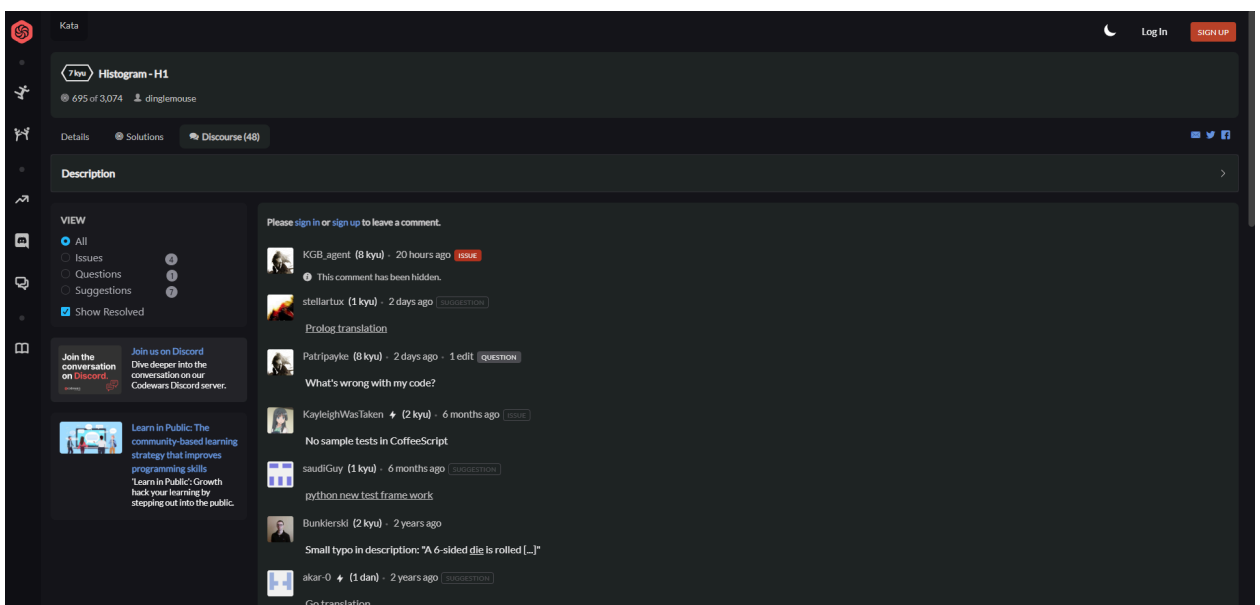 Kata
Log In
SIGN UP
7 kyu
Histogram - H1
695 of 3,074
dinglemouse
Details
Solutions
Discourse (48)
Description
VIEW
All
Issues 4
Questions 1
Suggestions 7
Show Resolved
Join the
conversation
on Discord.
Join us on Discord
Dive deeper into the
conversation on our
Codewars Discord server.
Learn in Public: The
community-based learning
strategy that improves
programming skills
'Learn in Public': Growth
hack your learning by
stepping out into the public.
Please sign in or sign up to leave a comment.
KGB_agent (8 kyu) - 20 hours ago ISSUE
This comment has been hidden.
stellartux (1 kyu) - 2 days ago SUGGESTION
Prolog translation
Patripayke (8 kyu) - 2 days ago - 1 edit QUESTION
What's wrong with my code?
KayleighWasTaken (2 kyu) - 6 months ago ISSUE
No sample tests in CoffeeScript
saudiGuy (1 kyu) - 6 months ago SUGGESTION
python new test frame work
Bunkierski (2 kyu) - 2 years ago
Small typo in description: "A 6-sided die is rolled [...]"
akar-0 (1 dan) - 2 years ago SUGGESTION
Go translation